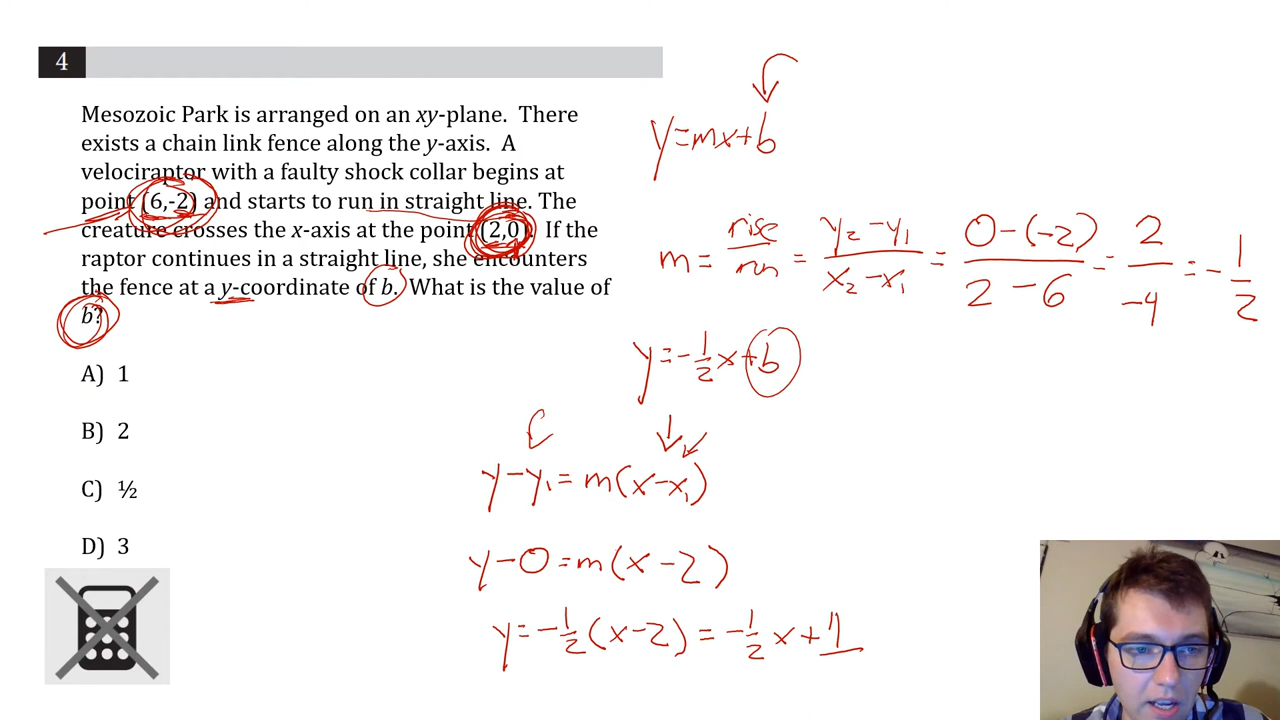 4
Mesozoic Park is arranged on an xy-plane. There
exists a chain link fence along the y-axis. A
velociraptor with a faulty shock collar begins at
point (6,-2) and starts to run in straight line. The
creature crosses the x-axis at the point (2,0). If the
raptor continues in a straight line, she encounters
the fence at a y-coordinate of b. What is the value of
b?
A) 1
B) 2
C) ½
D) 3
y=mx+b
m = rise/run = y₂-y₁/x₂-x₁ = 0-(-2)/2-6 = 2/-4 = -1/2
y=-1/2x+b
y-y₁=m(x-x₁)
y-0=m(x-2)
y=-1/2(x-2)=-1/2x+1